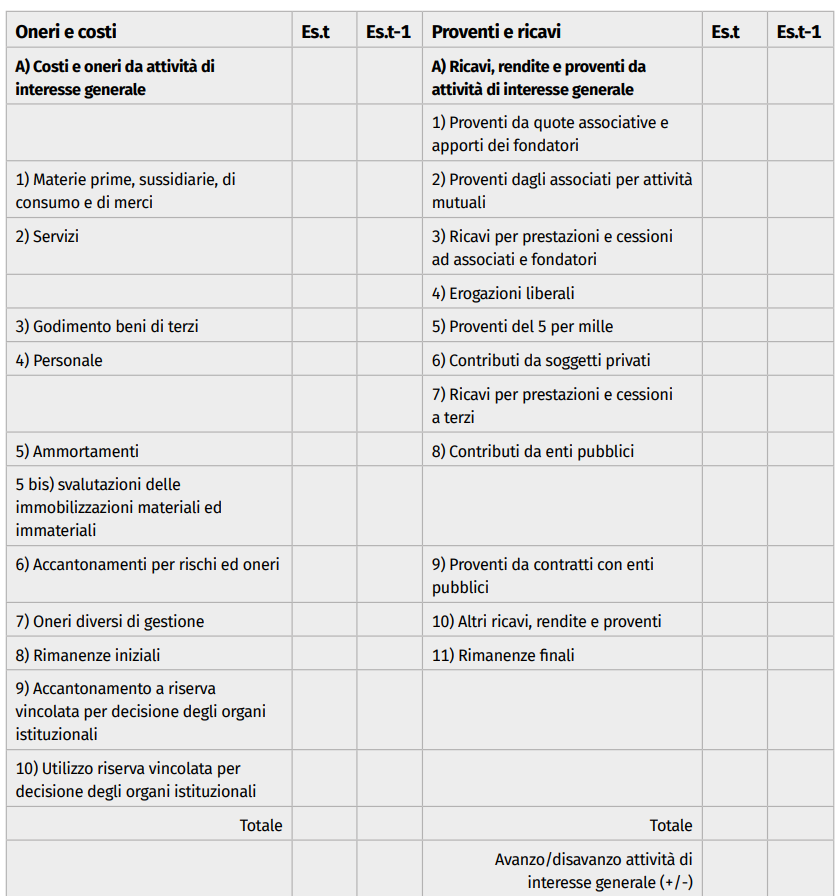 Oneri e costi Es.t Es.t-1 Proventi e ricavi Es.t Es.t-1
A) Costi e oneri da attività di
interesse generale
A) Ricavi, rendite e proventi da
attività di interesse generale
1) Proventi da quote associative e
apporti dei fondatori
1) Materie prime, sussidiarie, di
consumo e di merci
2) Proventi dagli associati per attività
mutuali
2) Servizi
3) Ricavi per prestazioni e cessioni
ad associati e fondatori
4) Erogazioni liberali
3) Godimento beni di terzi
5) Proventi del 5 per mille
4) Personale
6) Contributi da soggetti privati
7) Ricavi per prestazioni e cessioni
a terzi
5) Ammortamenti
8) Contributi da enti pubblici
5 bis) svalutazioni delle
immobilizzazioni materiali ed
immateriali
6) Accantonamenti per rischi ed oneri
9) Proventi da contratti con enti
pubblici
7) Oneri diversi di gestione
10) Altri ricavi, rendite e proventi
8) Rimanenze iniziali
11) Rimanenze finali
9) Accantonamento a riserva
vincolata per decisione degli organi
istituzionali
10) Utilizzo riserva vincolata per
decisione degli organi istituzionali
Totale
Totale
Avanzo/disavanzo attività di
interesse generale (+/-)